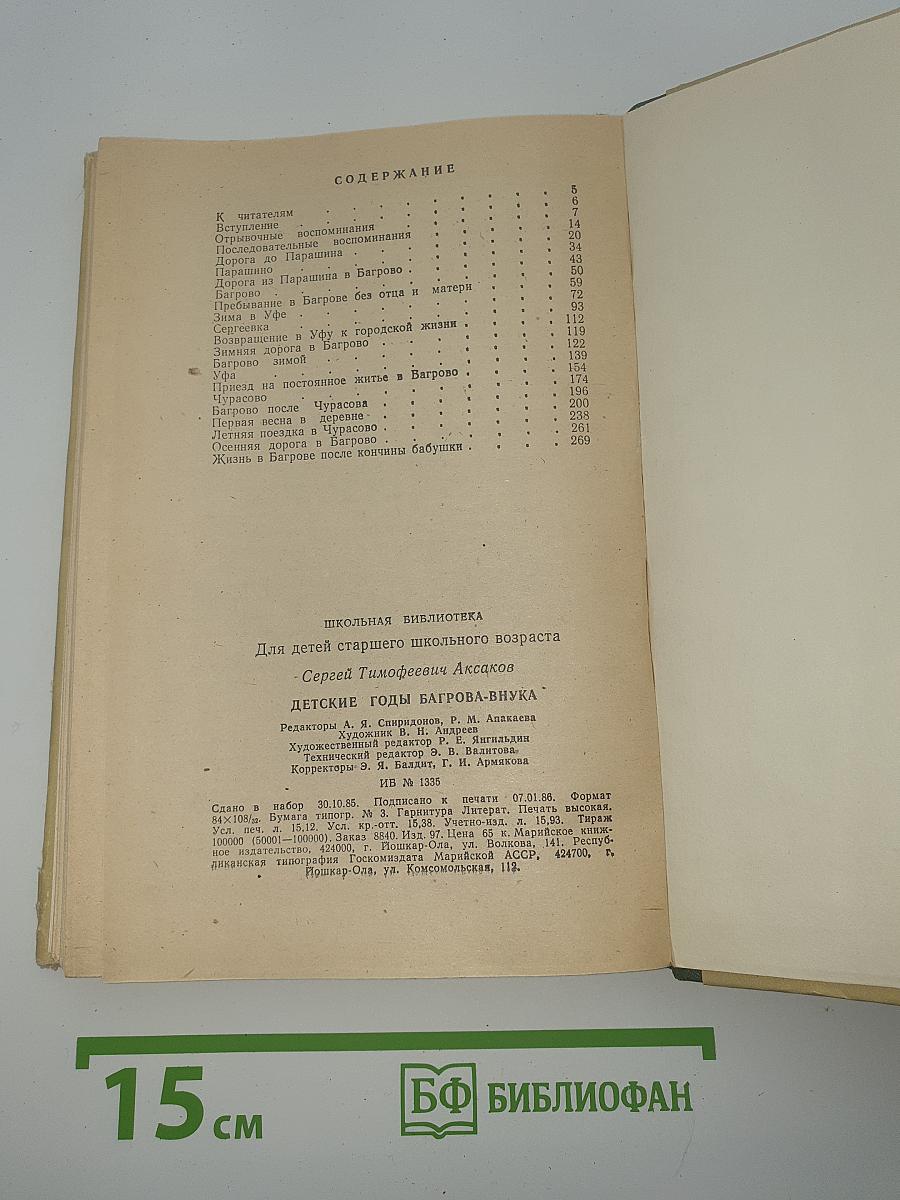 СОДЕРЖАНИЕ
К читателям . . . . . . . . . 5
Вступление . . . . . . . . . 6
Отрывочные воспоминания . . . . . . 7
Последовательные воспоминания . . . . . 14
Дорога до Парашина . . . . . . . 20
Парашино . . . . . . . . . 34
Дорога из Парашина в Багрово . . . . . 43
Багрово . . . . . . . . . . 50
Пребывание в Багрове без отца и матери . . . 59
Зима в Уфе . . . . . . . . . 72
Сергеевка . . . . . . . . . 93
Возвращение в Уфу к городской жизни . . . . 112
Зимняя дорога в Багрово . . . . . . 119
Багрово зимой . . . . . . . . 122
Уфа . . . . . . . . . . 139
Приезд на постоянное житье в Багрово . . . . 154
Чурасово . . . . . . . . . 174
Багрово после Чурасова . . . . . . 196
Первая весна в деревне . . . . . . 200
Летняя поездка в Чурасово . . . . . . 238
Осенняя дорога в Багрово . . . . . . 261
Жизнь в Багрове после кончины бабушки . . . . 269
ШКОЛЬНАЯ БИБЛИОТЕКА
Для детей старшего школьного возраста
Сергей Тимофеевич Аксаков
ДЕТСКИЕ ГОДЫ БАГРОВА-ВНУКА
Редакторы А. Я. Спиридонов, Р. М. Апакаева
Художник В. Н. Андреев
Художественный редактор Р. Е. Янгильдин
Технический редактор Э. В. Валитова
Корректоры Э. Я. Балдит, Г. И. Армякова
ИБ № 1335
Сдано в набор 30.10.85. Подписано к печати 07.01.86. Формат
84×108/32. Бумага типогр. № 3. Гарнитура Литерат. Печать высокая.
Усл. печ. л. 15,12. Усл. кр.-отт. 15,38. Учетно-изд. л. 15,93. Тираж
100000 (50001—100000). Заказ 8840. Изд. 97. Цена 65 к. Марийское книж-
ное издательство, 424000, г. Йошкар-Ола, ул. Волкова, 141. Респуб-
ликанская типография Госкомиздата Марийской АССР, 424700, г.
Йошкар-Ола, ул. Комсомольская, 112.
15 см
БФ БИБЛИОФАН